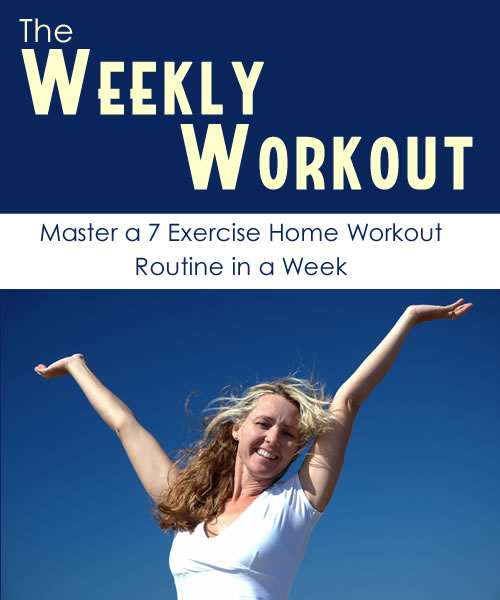 The
WEEKLY
WORKOUT
Master a 7 Exercise Home Workout
Routine in a Week